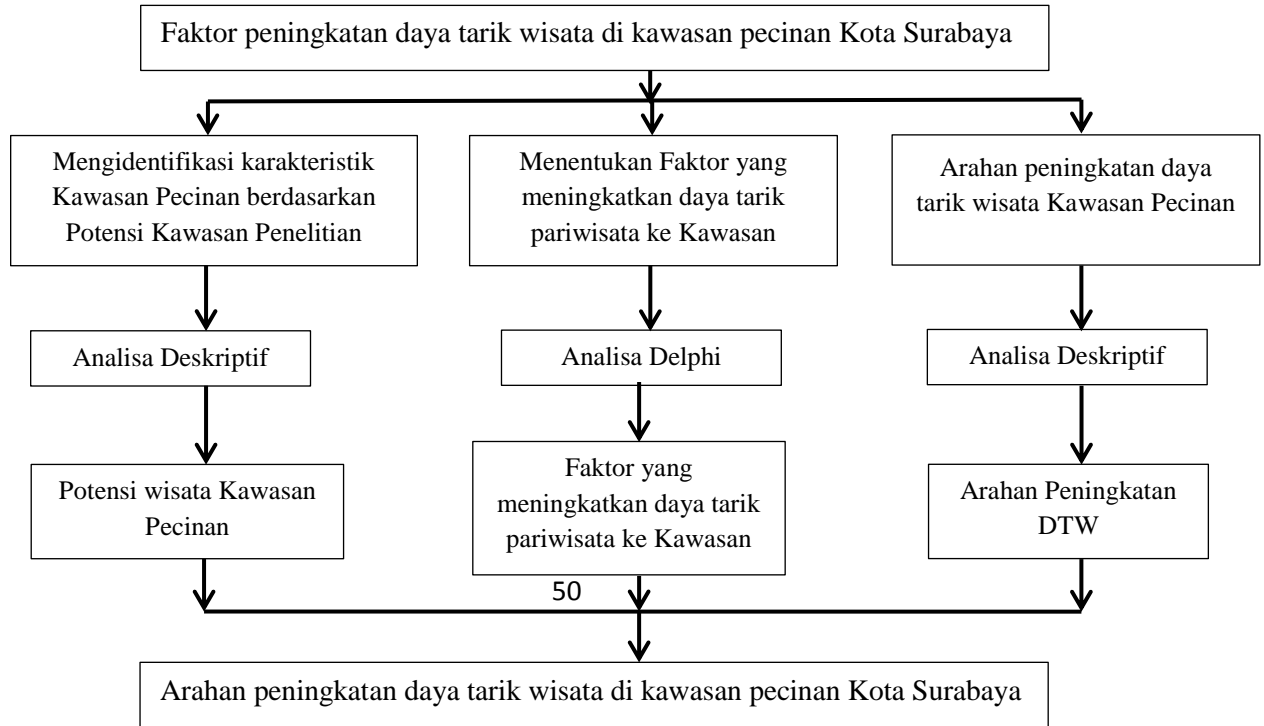 Faktor peningkatan daya tarik wisata di kawasan pecinan Kota Surabaya
Mengidentifikasi karakteristik
Kawasan Pecinan berdasarkan
Potensi Kawasan Penelitian
Menentukan Faktor yang
meningkatkan daya tarik
pariwisata ke Kawasan
Arahan peningkatan daya
tarik wisata Kawasan Pecinan
Analisa Deskriptif
Analisa Delphi
Analisa Deskriptif
Potensi wisata Kawasan
Pecinan
Faktor yang
meningkatkan daya tarik
pariwisata ke Kawasan
Arahan Peningkatan
DTW
50
Arahan peningkatan daya tarik wisata di kawasan pecinan Kota Surabaya